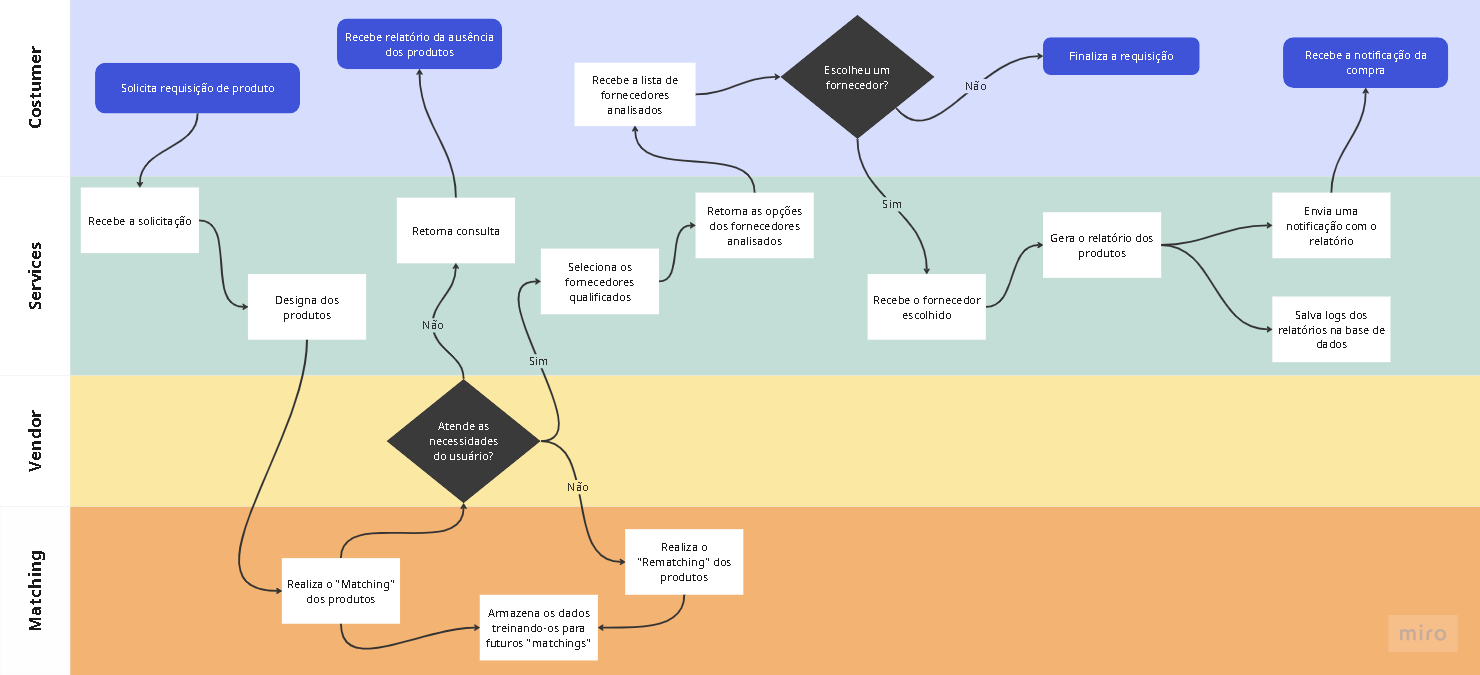 Costumer
Solicita requisição de produto
Recebe relatório da ausência
dos produtos
Recebe a lista de
fornecedores
analisados
Escolheu um
fornecedor?
Não
Finaliza a requisição
Recebe a notificação da
compra
Sim
Services
Recebe a solicitação
Designa dos
produtos
Retorna consulta
Não
Seleciona os
fornecedores
qualificados
Sim
Retorna as opções
dos fornecedores
analisados
Recebe o fornecedor
escolhido
Gera o relatório dos
produtos
Envia uma
notificação com o
relatório
Salva logs dos
relatórios na base de
dados
Vendor
Atende as
necessidades
do usuário?
Não
Matching
Realiza o "Matching"
dos produtos
Armazena os dados
treinando-os para
futuros "matchings"
Realiza o
"Rematching" dos
produtos
miro